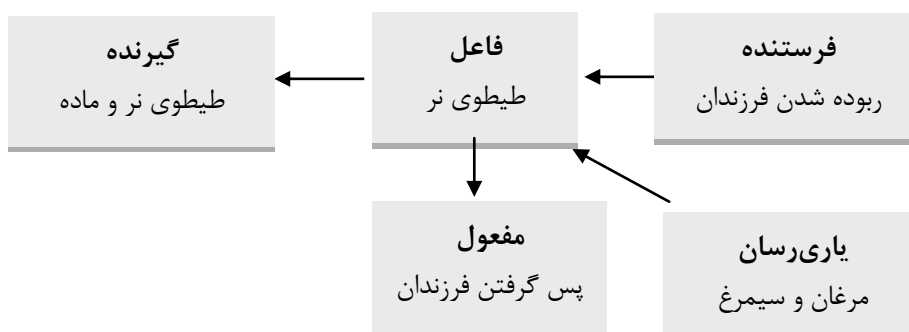 فرستنده
ربوده شدن فرزندان
فاعل
طیطوی نر
گیرنده
طیطوی نر و ماده
یاری‌رسان
مرغان و سیمرغ
مفعول
پس گرفتن فرزندان